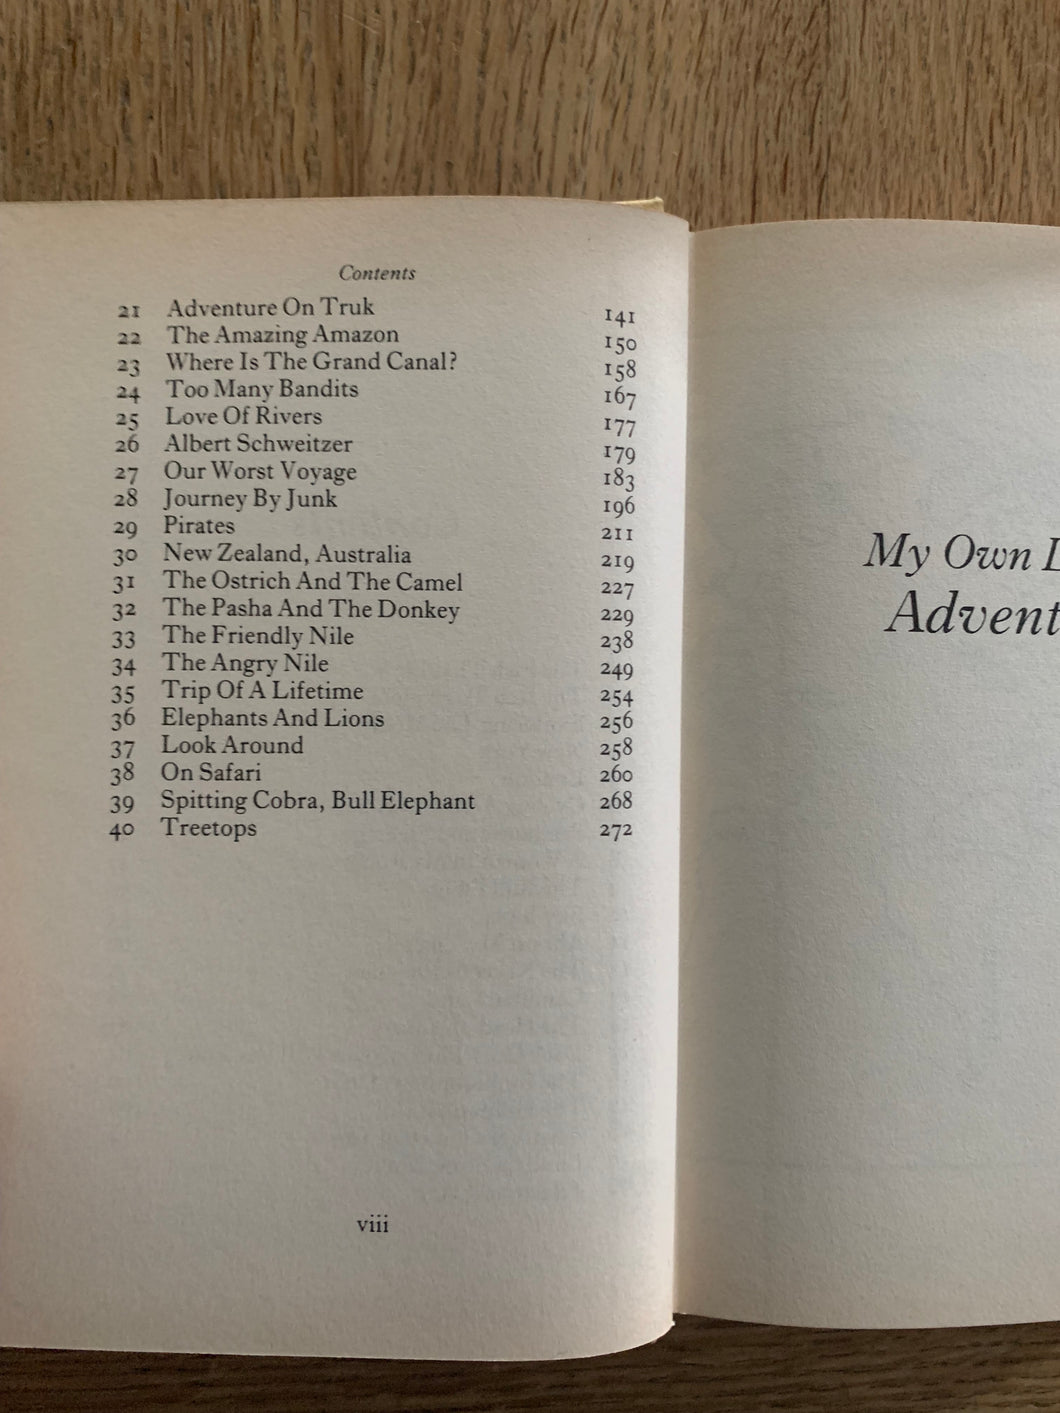 Contents
21 Adventure On Truk 141
22 The Amazing Amazon 150
23 Where Is The Grand Canal? 158
24 Too Many Bandits 167
25 Love Of Rivers 177
26 Albert Schweitzer 179
27 Our Worst Voyage 183
28 Journey By Junk 196
29 Pirates 211
30 New Zealand, Australia 219
31 The Ostrich And The Camel 227
32 The Pasha And The Donkey 229
33 The Friendly Nile 238
34 The Angry Nile 249
35 Trip Of A Lifetime 254
36 Elephants And Lions 256
37 Look Around 258
38 On Safari 260
39 Spitting Cobra, Bull Elephant 268
40 Treetops 272
viii
My Own
Advent